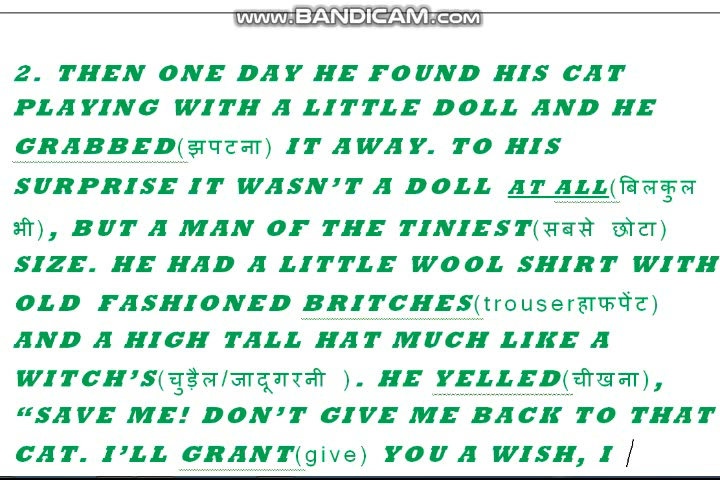 www.BANDICAM.com
2. THEN ONE DAY HE FOUND HIS CAT
PLAYING WITH A LITTLE DOLL AND HE
GRABBED(झपटना) IT AWAY. TO HIS
SURPRISE IT WASN'T A DOLL AT ALL(बिलकुल
भी), BUT A MAN OF THE TINIEST(सबसे छोटा)
SIZE. HE HAD A LITTLE WOOL SHIRT WITH
OLD FASHIONED BRITCHES(trouserहाफपेंट)
AND A HIGH TALL HAT MUCH LIKE A
WITCH'S(चुड़ैल/जादूगरनी ). HE YELLED(चीखना),
“SAVE ME! DON'T GIVE ME BACK TO THAT
CAT. I'LL GRANT(give) YOU A WISH, I